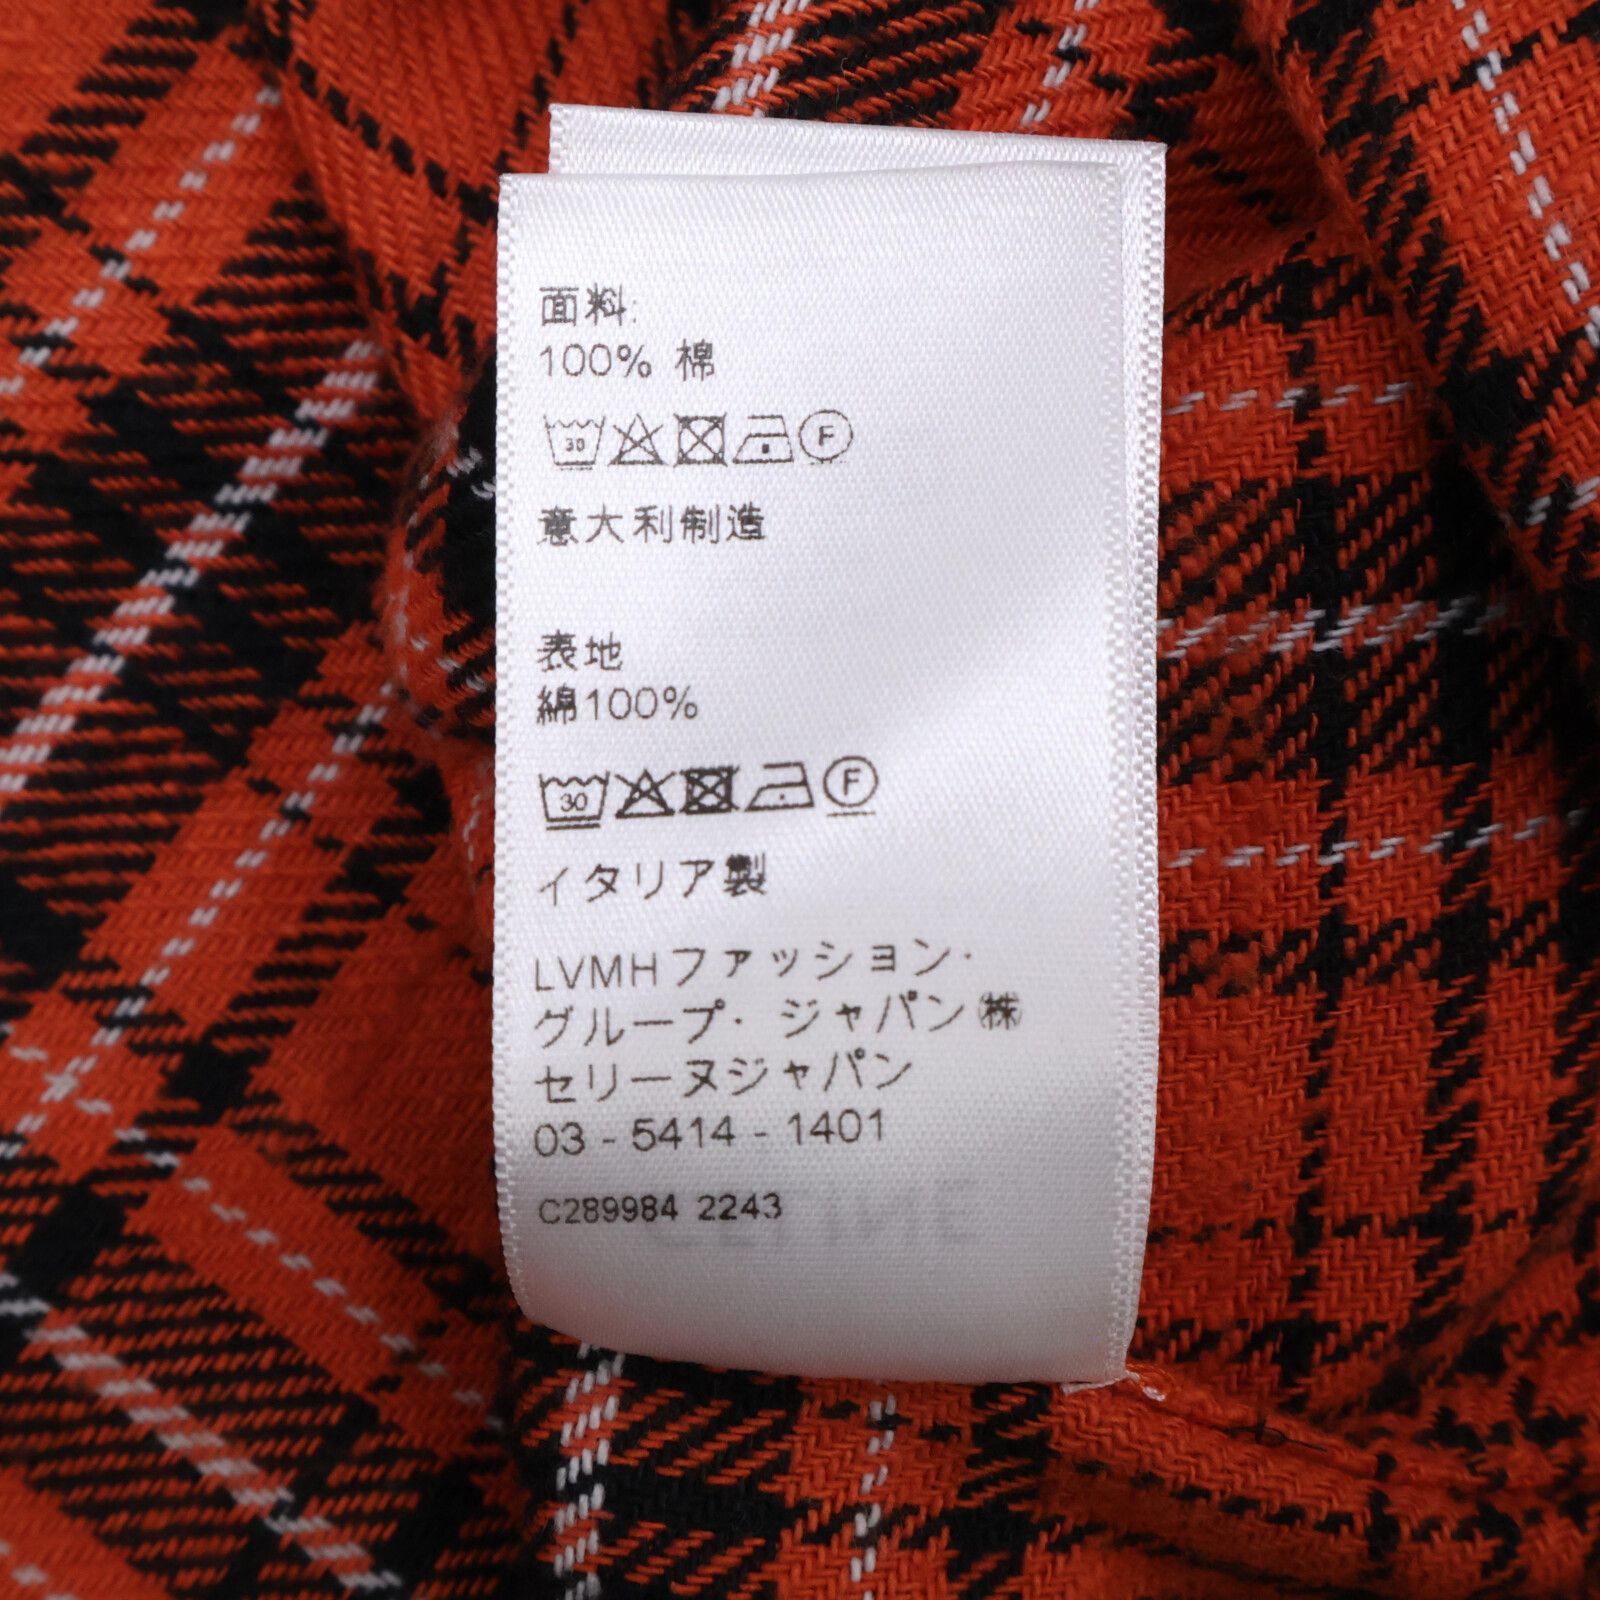 面料:
100% 棉
30 F
意大利制造
表地
綿100%
30 F
イタリア製
LVMHファッション・
グループ・ジャパン㈱
セリーヌジャパン
03 - 5414 - 1401
C289984 2243